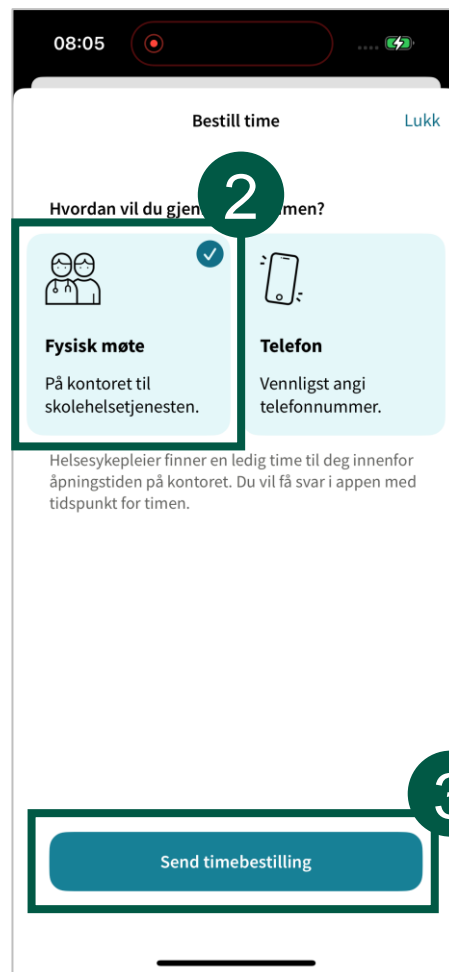 08:05
Bestill time
Lukk
Hvordan vil du gjen men?
2
Fysisk møte
På kontoret til
skolehelsetjenesten.
Telefon
Vennligst angi
telefonnummer.
Helsesykepleier finner en ledig time til deg innenfor
åpningstiden på kontoret. Du vil få svar i appen med
tidspunkt for timen.
3
Send timebestilling